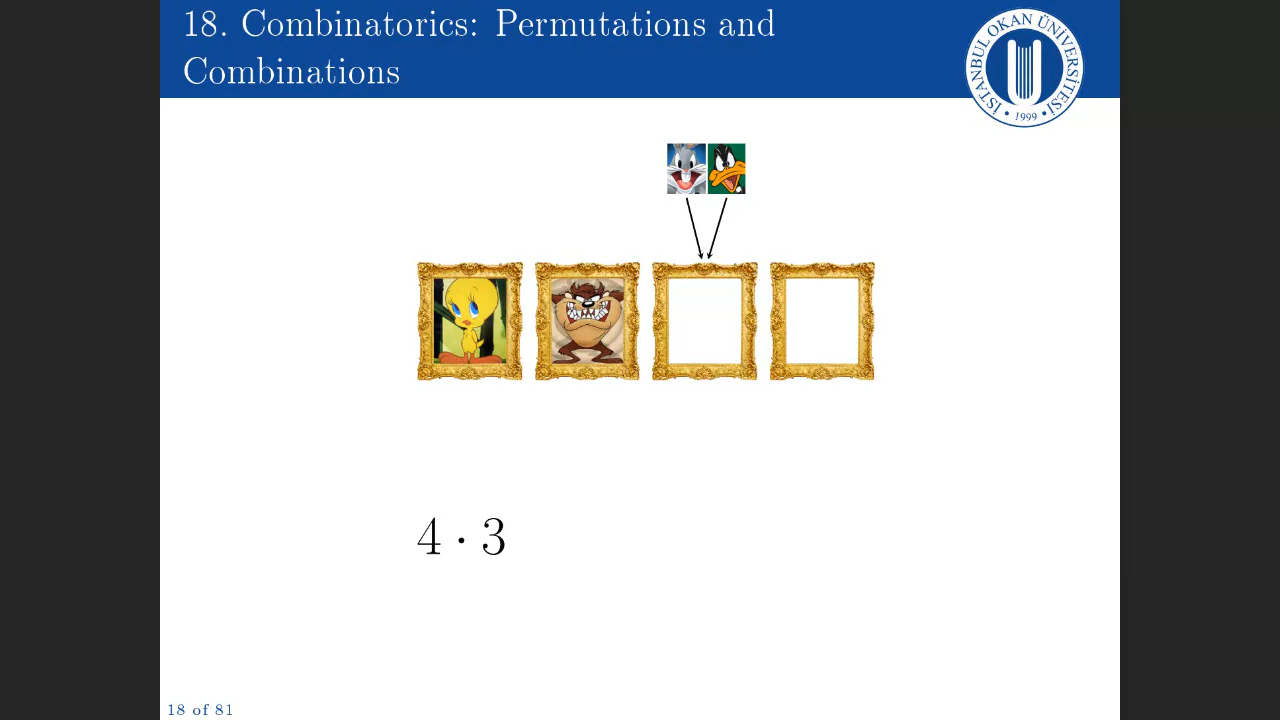 18. Combinatorics: Permutations and
Combinations
İSTANBUL OKAN ÜNİVERSİTESİ
• 1999 •
4 · 3
18 of 81